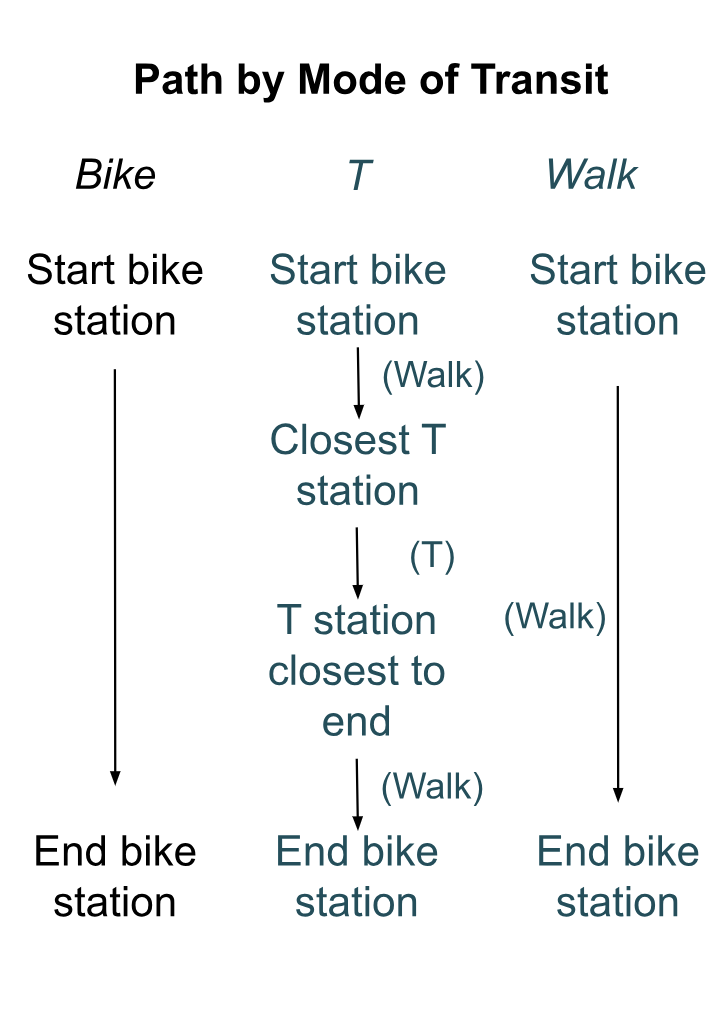 Path by Mode of Transit
Bike
T
Walk
Start bike
station
Start bike
station
Start bike
station
(Walk)
Closest T
station
(T)
T station
closest to
end
(Walk)
(Walk)
End bike
station
End bike
station
End bike
station